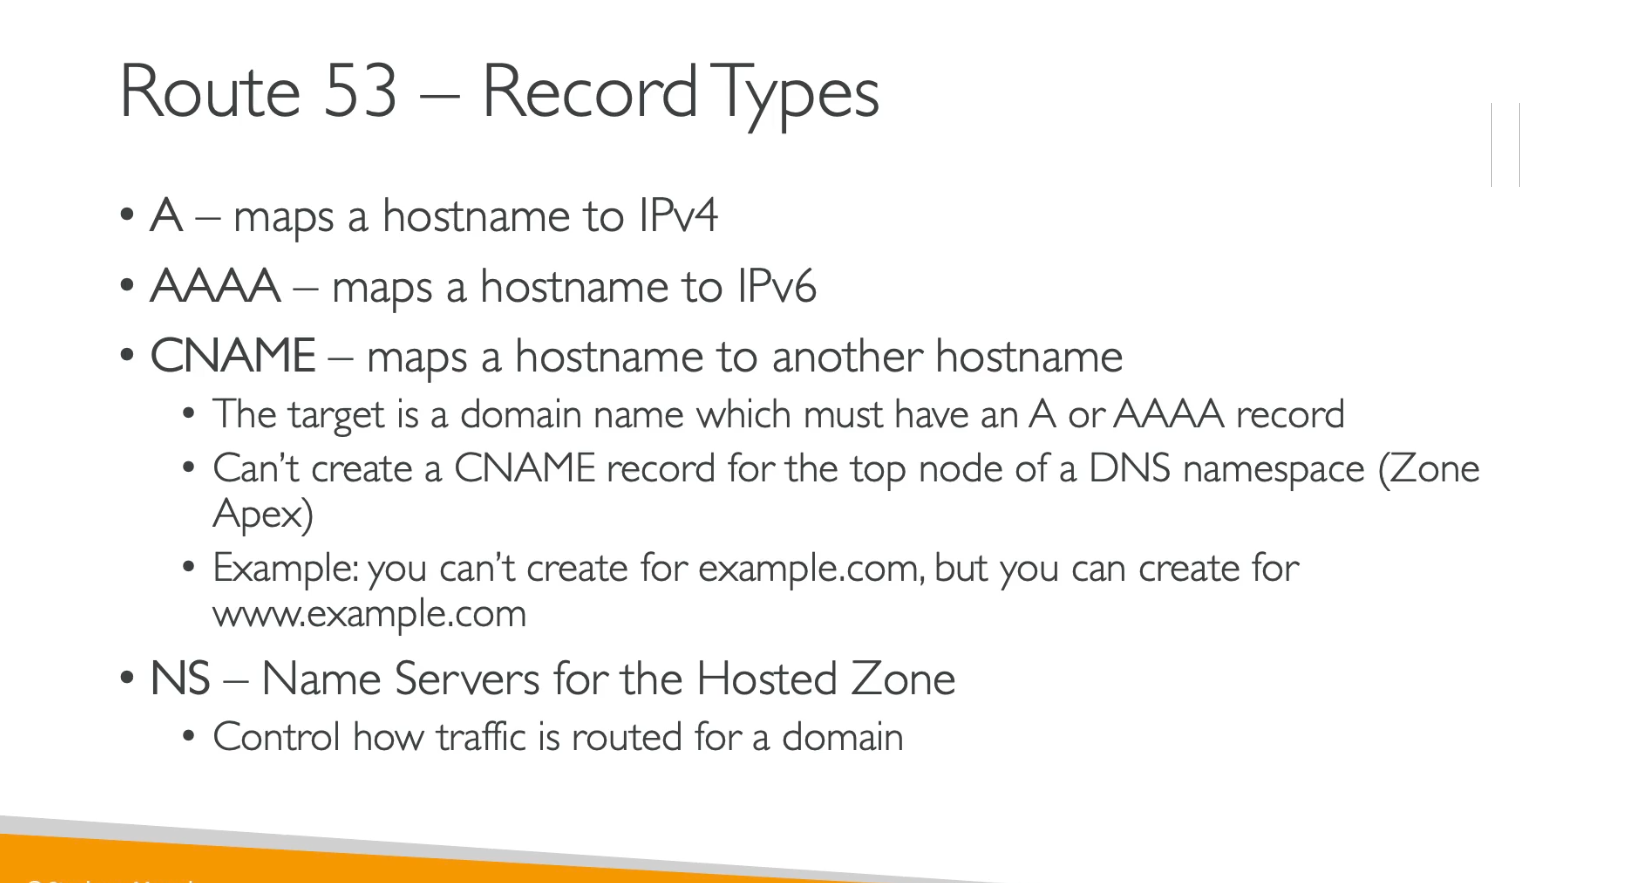 Route 53 – Record Types
• A – maps a hostname to IPv4
• AAAA – maps a hostname to IPv6
• CNAME – maps a hostname to another hostname
• The target is a domain name which must have an A or AAAA record
• Can't create a CNAME record for the top node of a DNS namespace (Zone
Apex)
• Example: you can't create for example.com, but you can create for
www.example.com
• NS – Name Servers for the Hosted Zone
• Control how traffic is routed for a domain